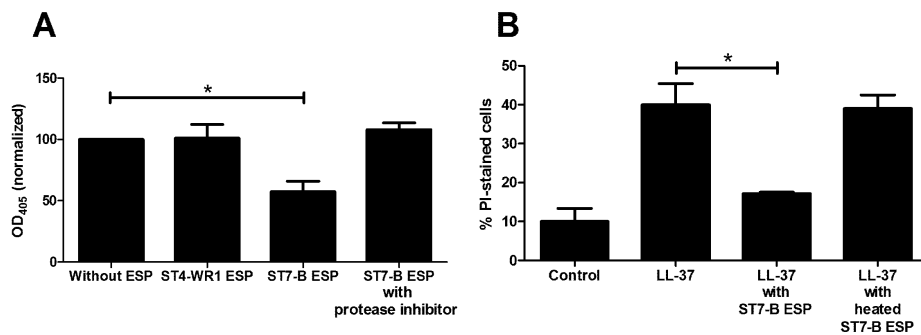 A
*
150
100
50
0
OD405 (normalized)
Without ESP
ST4-WR1 ESP
ST7-B ESP
ST7-B ESP
with
protease inhibitor
B
*
50
40
30
20
10
0
% PI-stained cells
Control
LL-37
LL-37
with
ST7-B ESP
LL-37
with
heated
ST7-B ESP